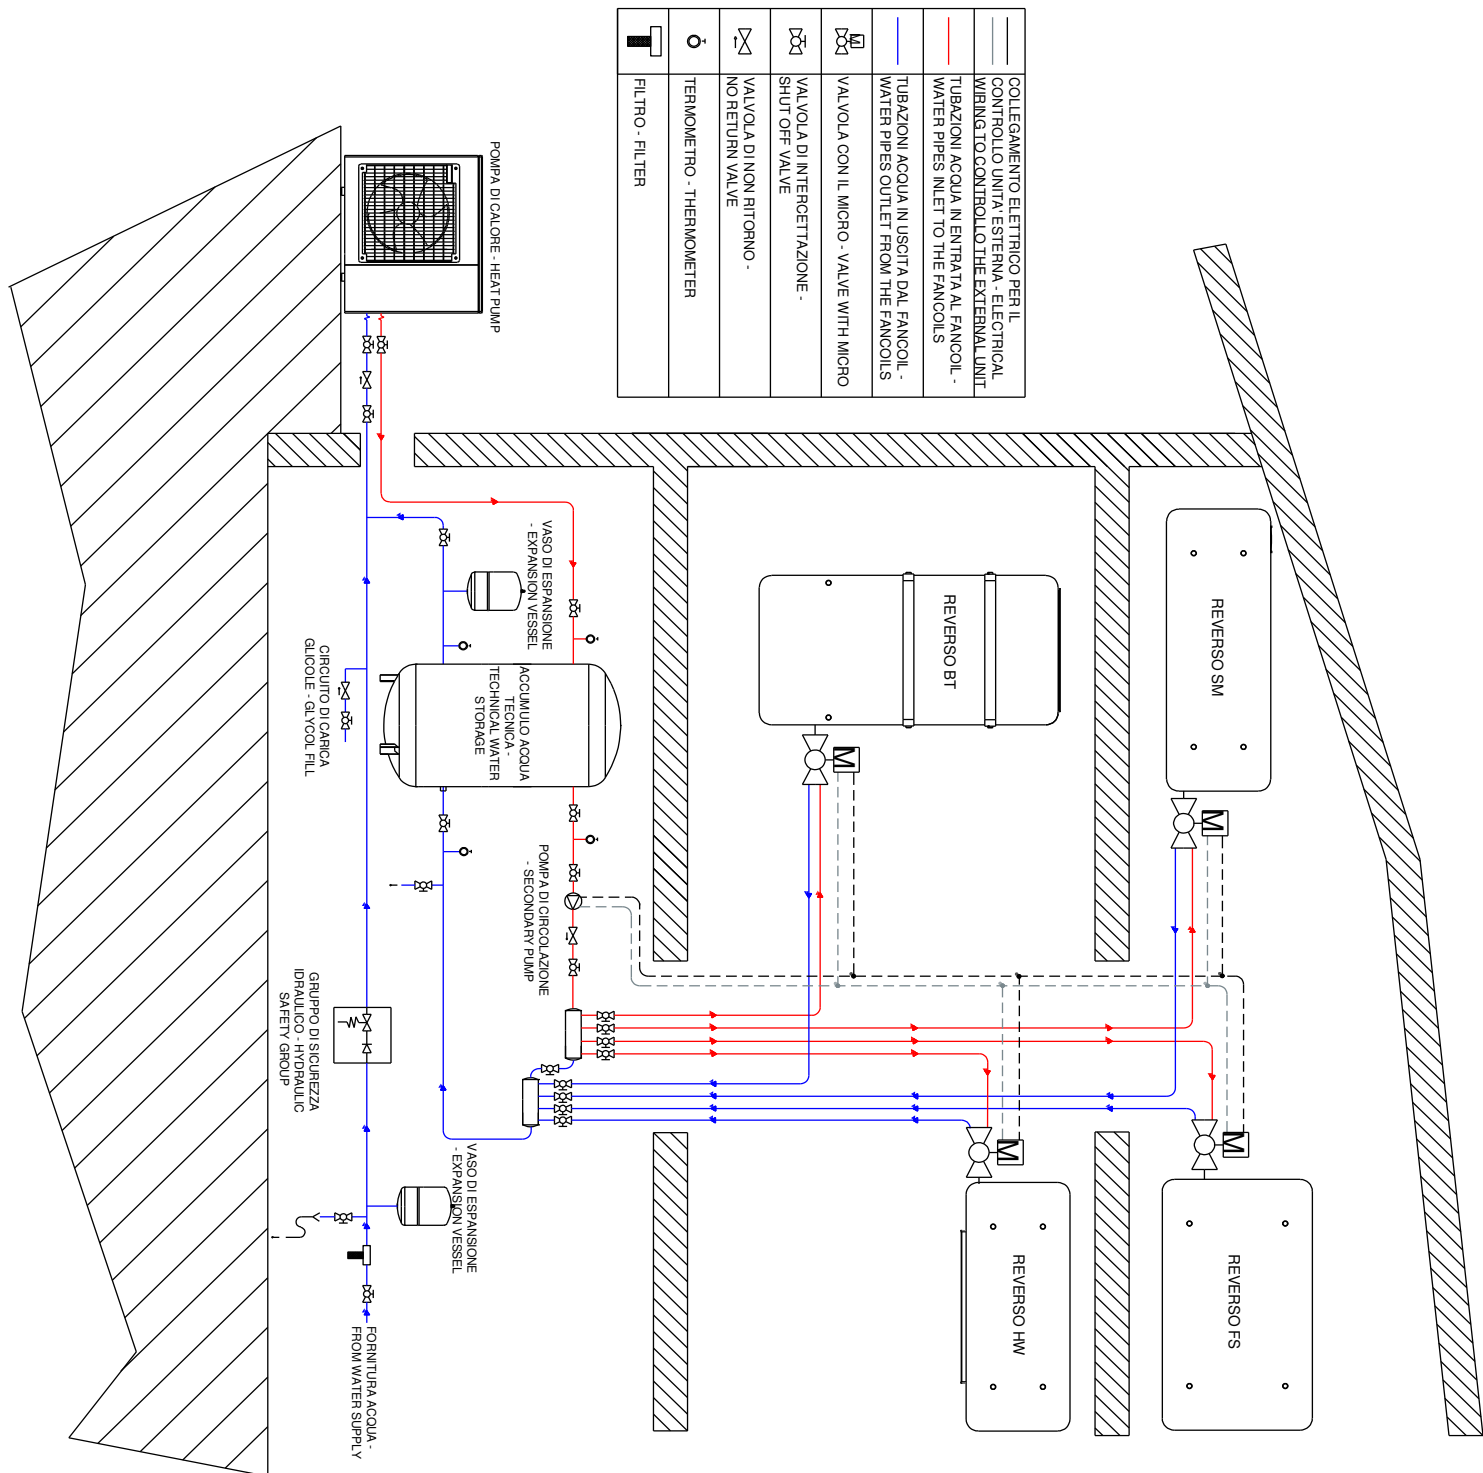 COLLEGAMENTO ELETTRICO PER IL
CONTROLLO UNITA' ESTERNA - ELECTRICAL
WIRING TO CONTROLLO THE EXTERNAL UNIT
TUBAZIONI ACQUA IN ENTRATA AL FANCOIL -
WATER PIPES INLET TO THE FANCOILS
TUBAZIONI ACQUA IN USCITA DAL FANCOIL -
WATER PIPES OUTLET FROM THE FANCOILS
M
VALVOLA CON IL MICRO - VALVE WITH MICRO
VALVOLA DI INTERCETTAZIONE -
SHUT OFF VALVE
VALVOLA DI NON RITORNO -
NO RETURN VALVE
TERMOMETRO - THERMOMETER
FILTRO - FILTER
POMPA DI CALORE - HEAT PUMP
REVERSO SM
M
REVERSO BT
M
VASO DI ESPANSIONE
- EXPANSION VESSEL
ACCUMULO ACQUA
TECNICA -
TECHNICAL WATER
STORAGE
CIRCUITO DI CARICA
GLICOLE - GLYCOL FILL
POMPA DI CIRCOLAZIONE
- SECONDARY PUMP
GRUPPO DI SICUREZZA
IDRAULICO - HYDRAULIC
SAFETY GROUP
M
REVERSO FS
M
REVERSO HW
VASO DI ESPANSIONE
- EXPANSION VESSEL
FORNITURA ACQUA -
FROM WATER SUPPLY